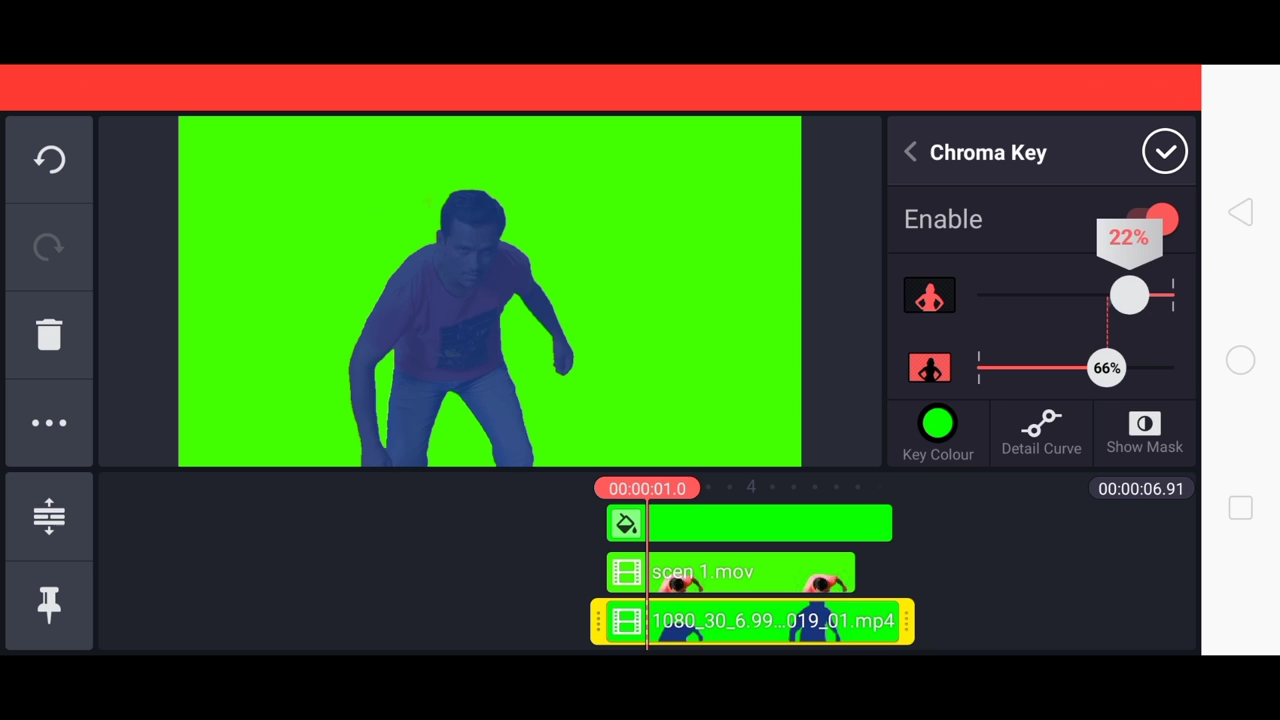 Chroma Key
Enable
22%
66%
Key Colour
Detail Curve
Show Mask
00:00:01.0
4
00:00:06.91
scen 1.mov
1080_30_6.99...019_01.mp4